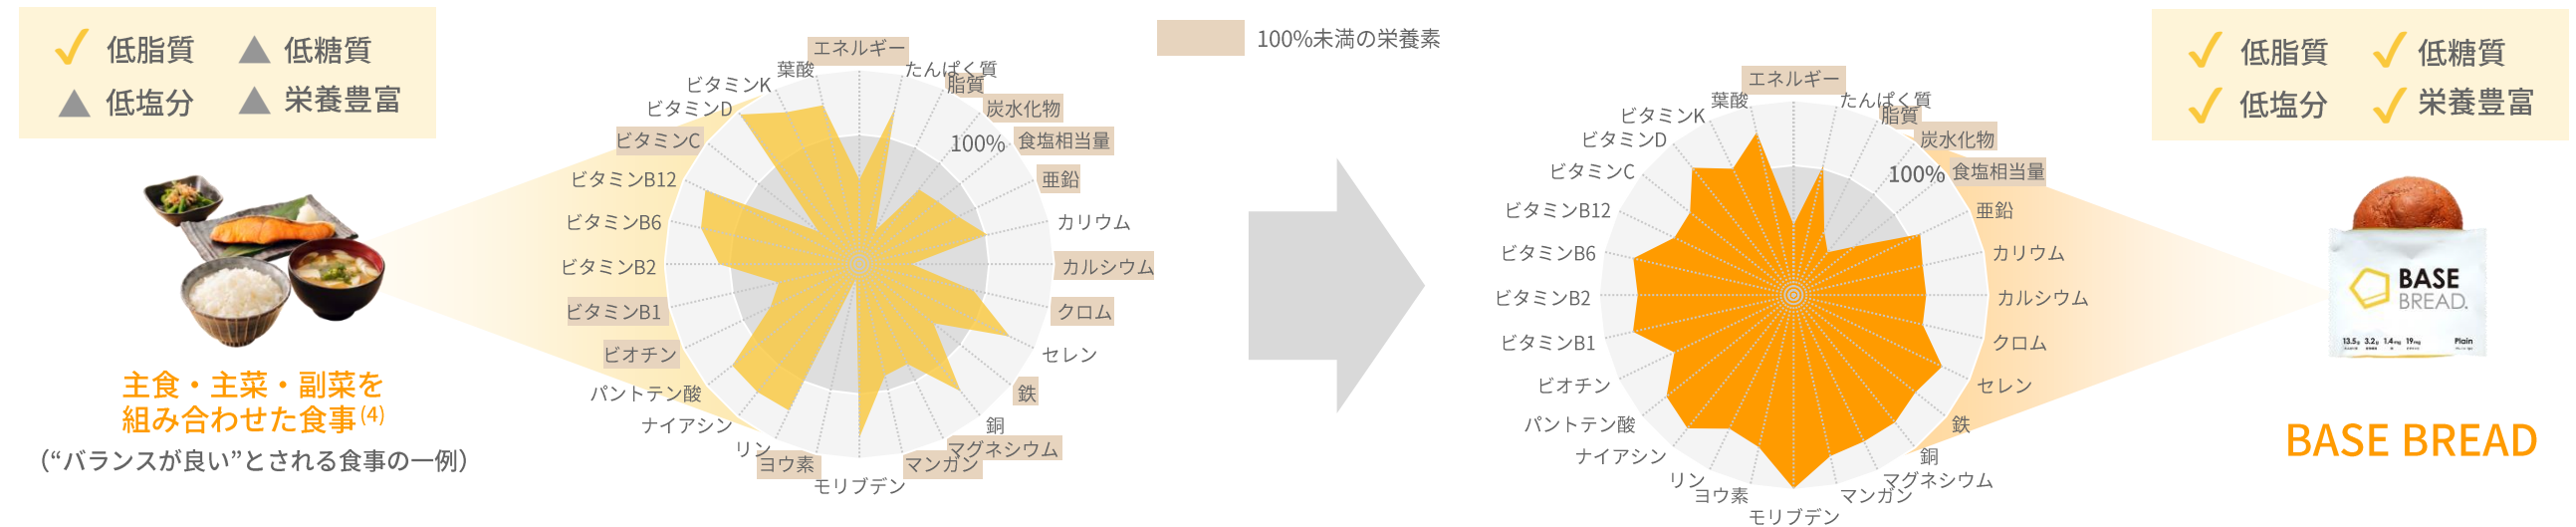 低脂質
低糖質
低塩分
栄養豊富
主食・主菜・副菜を
組み合わせた食事(4)
(“バランスが良い”とされる食事の一例)
エネルギー
たんぱく質
脂質
炭水化物
100%
食塩相当量
亜鉛
カリウム
カルシウム
クロム
セレン
鉄
銅
マグネシウム
マンガン
モリブデン
ヨウ素
リン
ナイアシン
パントテン酸
ビオチン
ビタミンB1
ビタミンB2
ビタミンB6
ビタミンB12
ビタミンC
ビタミンD
ビタミンK
葉酸
100%未満の栄養素
エネルギー
たんぱく質
脂質
炭水化物
100%
食塩相当量
亜鉛
カリウム
カルシウム
クロム
セレン
鉄
銅
マグネシウム
マンガン
モリブデン
ヨウ素
リン
ナイアシン
パントテン酸
ビオチン
ビタミンB1
ビタミンB2
ビタミンB6
ビタミンB12
ビタミンC
ビタミンD
ビタミンK
葉酸
低脂質
低糖質
低塩分
栄養豊富
BASE
BREAD.
13.5g 3.2g 1.4mg 19mg Plain
BASE BREAD